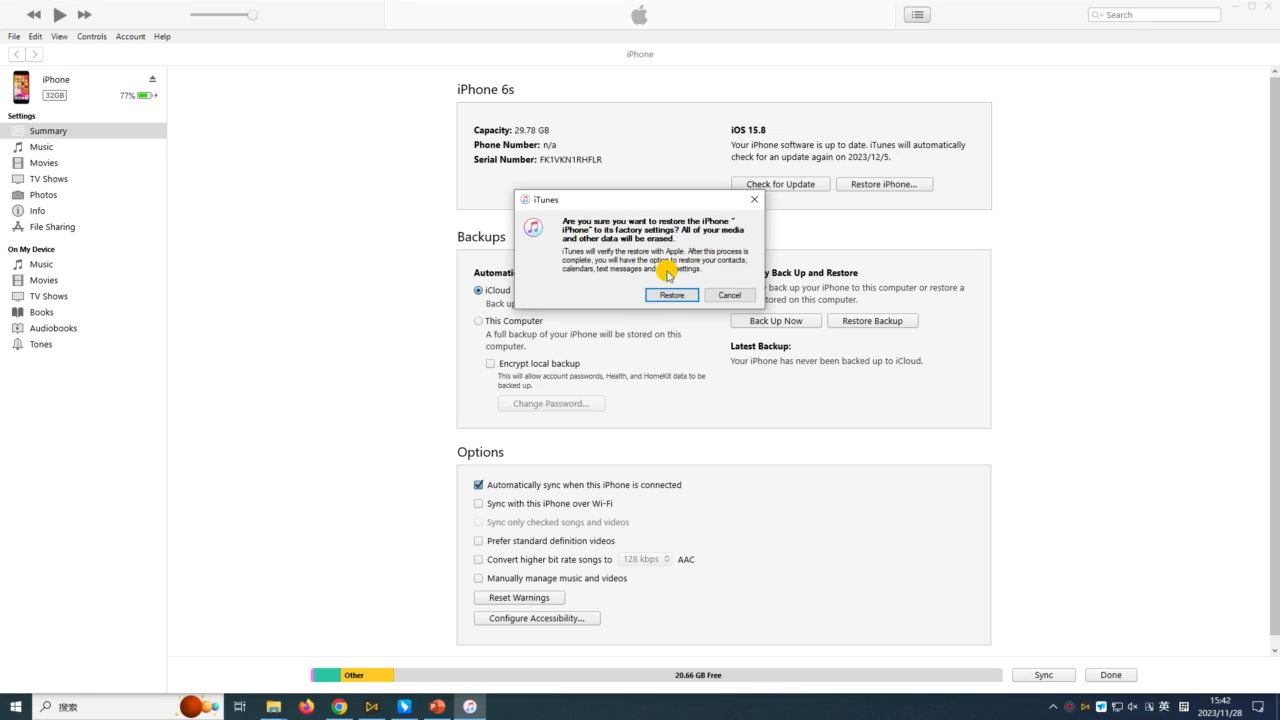 Search
File Edit View Controls Account Help
iPhone
iPhone
32GB 77%
Settings
Summary
Music
Movies
TV Shows
Photos
Info
File Sharing
On My Device
Music
Movies
TV Shows
Books
Audiobooks
Tones
iPhone 6s
Capacity: 29.78 GB
Phone Number: n/a
Serial Number: FK1VKN1RHFLR
iOS 15.8
Your iPhone software is up to date. iTunes will automatically
check for an update again on 2023/12/5.
Check for Update Restore iPhone...
iTunes
Are you sure you want to restore the iPhone “
iPhone” to its factory settings? All of your media
and other data will be erased.
iTunes will verify the restore with Apple. After this process is
complete, you will have the option to restore your contacts,
calendars, text messages and settings.
Restore Cancel
Backups
iCloud
Back up
This Computer
A full backup of your iPhone will be stored on this
computer.
Encrypt local backup
This will allow account passwords, Health, and HomeKit data to be
backed up.
Change Password...
Back Up and Restore
back up your iPhone to this computer or restore a
on this computer.
Back Up Now Restore Backup
Latest Backup:
Your iPhone has never been backed up to iCloud.
Options
Automatically sync when this iPhone is connected
Sync with this iPhone over Wi-Fi
Sync only checked songs and videos
Prefer standard definition videos
Convert higher bit rate songs to 128 kbps AAC
Manually manage music and videos
Reset Warnings
Configure Accessibility...
Other 20.66 GB Free Sync Done
搜索
英 拼
15:42
2023/11/28